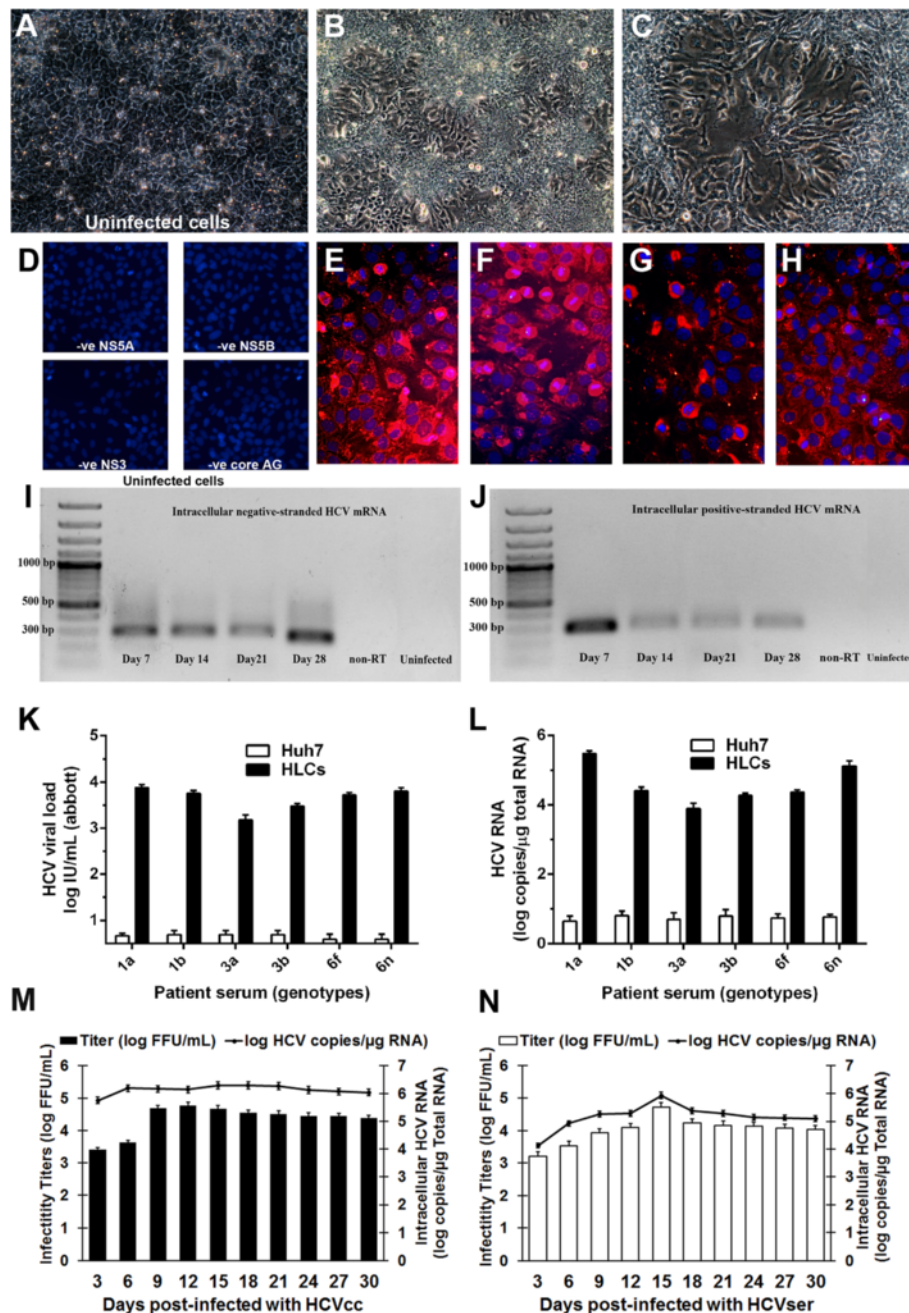 A
B
C
Uninfected cells
D
E
F
G
H
-ve NS5A
-ve NS5B
-ve NS3
-ve core AG
Uninfected cells
I
Intracellular negative-stranded HCV mRNA
1000 bp
500 bp
300 bp
Day 7 Day 14 Day21 Day 28 non-RT Uninfected
J
Intracellular positive-stranded HCV mRNA
1000 bp
500 bp
300 bp
Day 7 Day 14 Day21 Day 28 non-RT Uninfected
K
HCV viral load
log IU/mL (abbott)
5
4
3
1
Huh7
HLCs
1a 1b 3a 3b 6f 6n
Patient serum (genotypes)
L
HCV RNA
(log copies/µg total RNA)
6
4
2
0
Huh7
HLCs
1a 1b 3a 3b 6f 6n
Patient serum (genotypes)
M
Titer (log FFU/mL) log HCV copies/µg RNA)
Infectitity Titers (log FFU/mL)
6
5
4
3
2
1
0
7
6
5
4
3
2
1
0
Intracellular HCV RNA
(log copies/µg Total RNA)
3 6 9 12 15 18 21 24 27 30
Days post-infected with HCVcc
N
Titer (log FFU/mL) log HCV copies/µg RNA)
Infectitity Titers (log FFU/mL)
6
5
4
3
2
1
0
7
6
5
4
3
2
1
0
Intracellular HCV RNA
(log copies/µg Total RNA)
3 6 9 12 15 18 21 24 27 30
Days post-infected with HCVser